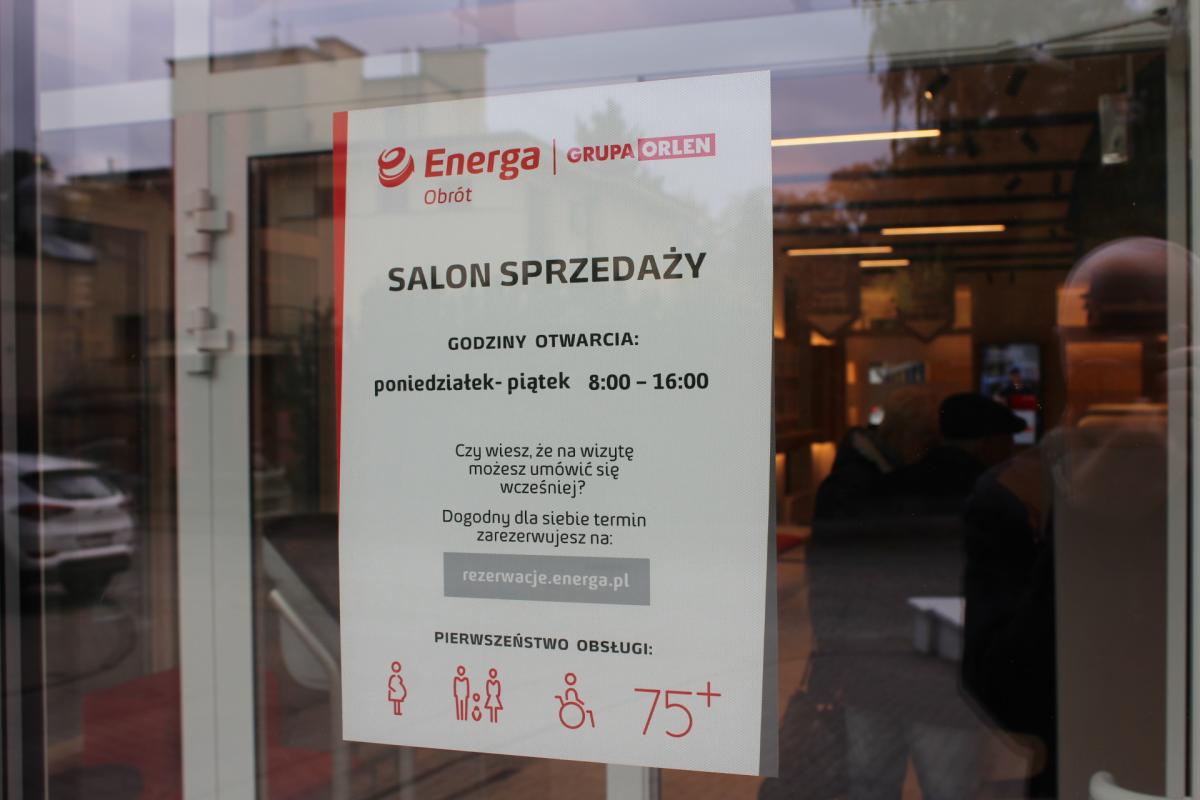 Energa | GRUPA ORLEN
Obrót
SALON SPRZEDAŻY
GODZINY OTWARCIA:
poniedziałek- piątek 8:00 – 16:00
Czy wiesz, że na wizytę
możesz umówić się
wcześniej?
Dogodny dla siebie termin
zarezerwujesz na:
rezerwacje.energa.pl
PIERWSZEŃSTWO OBSŁUGI:
75+